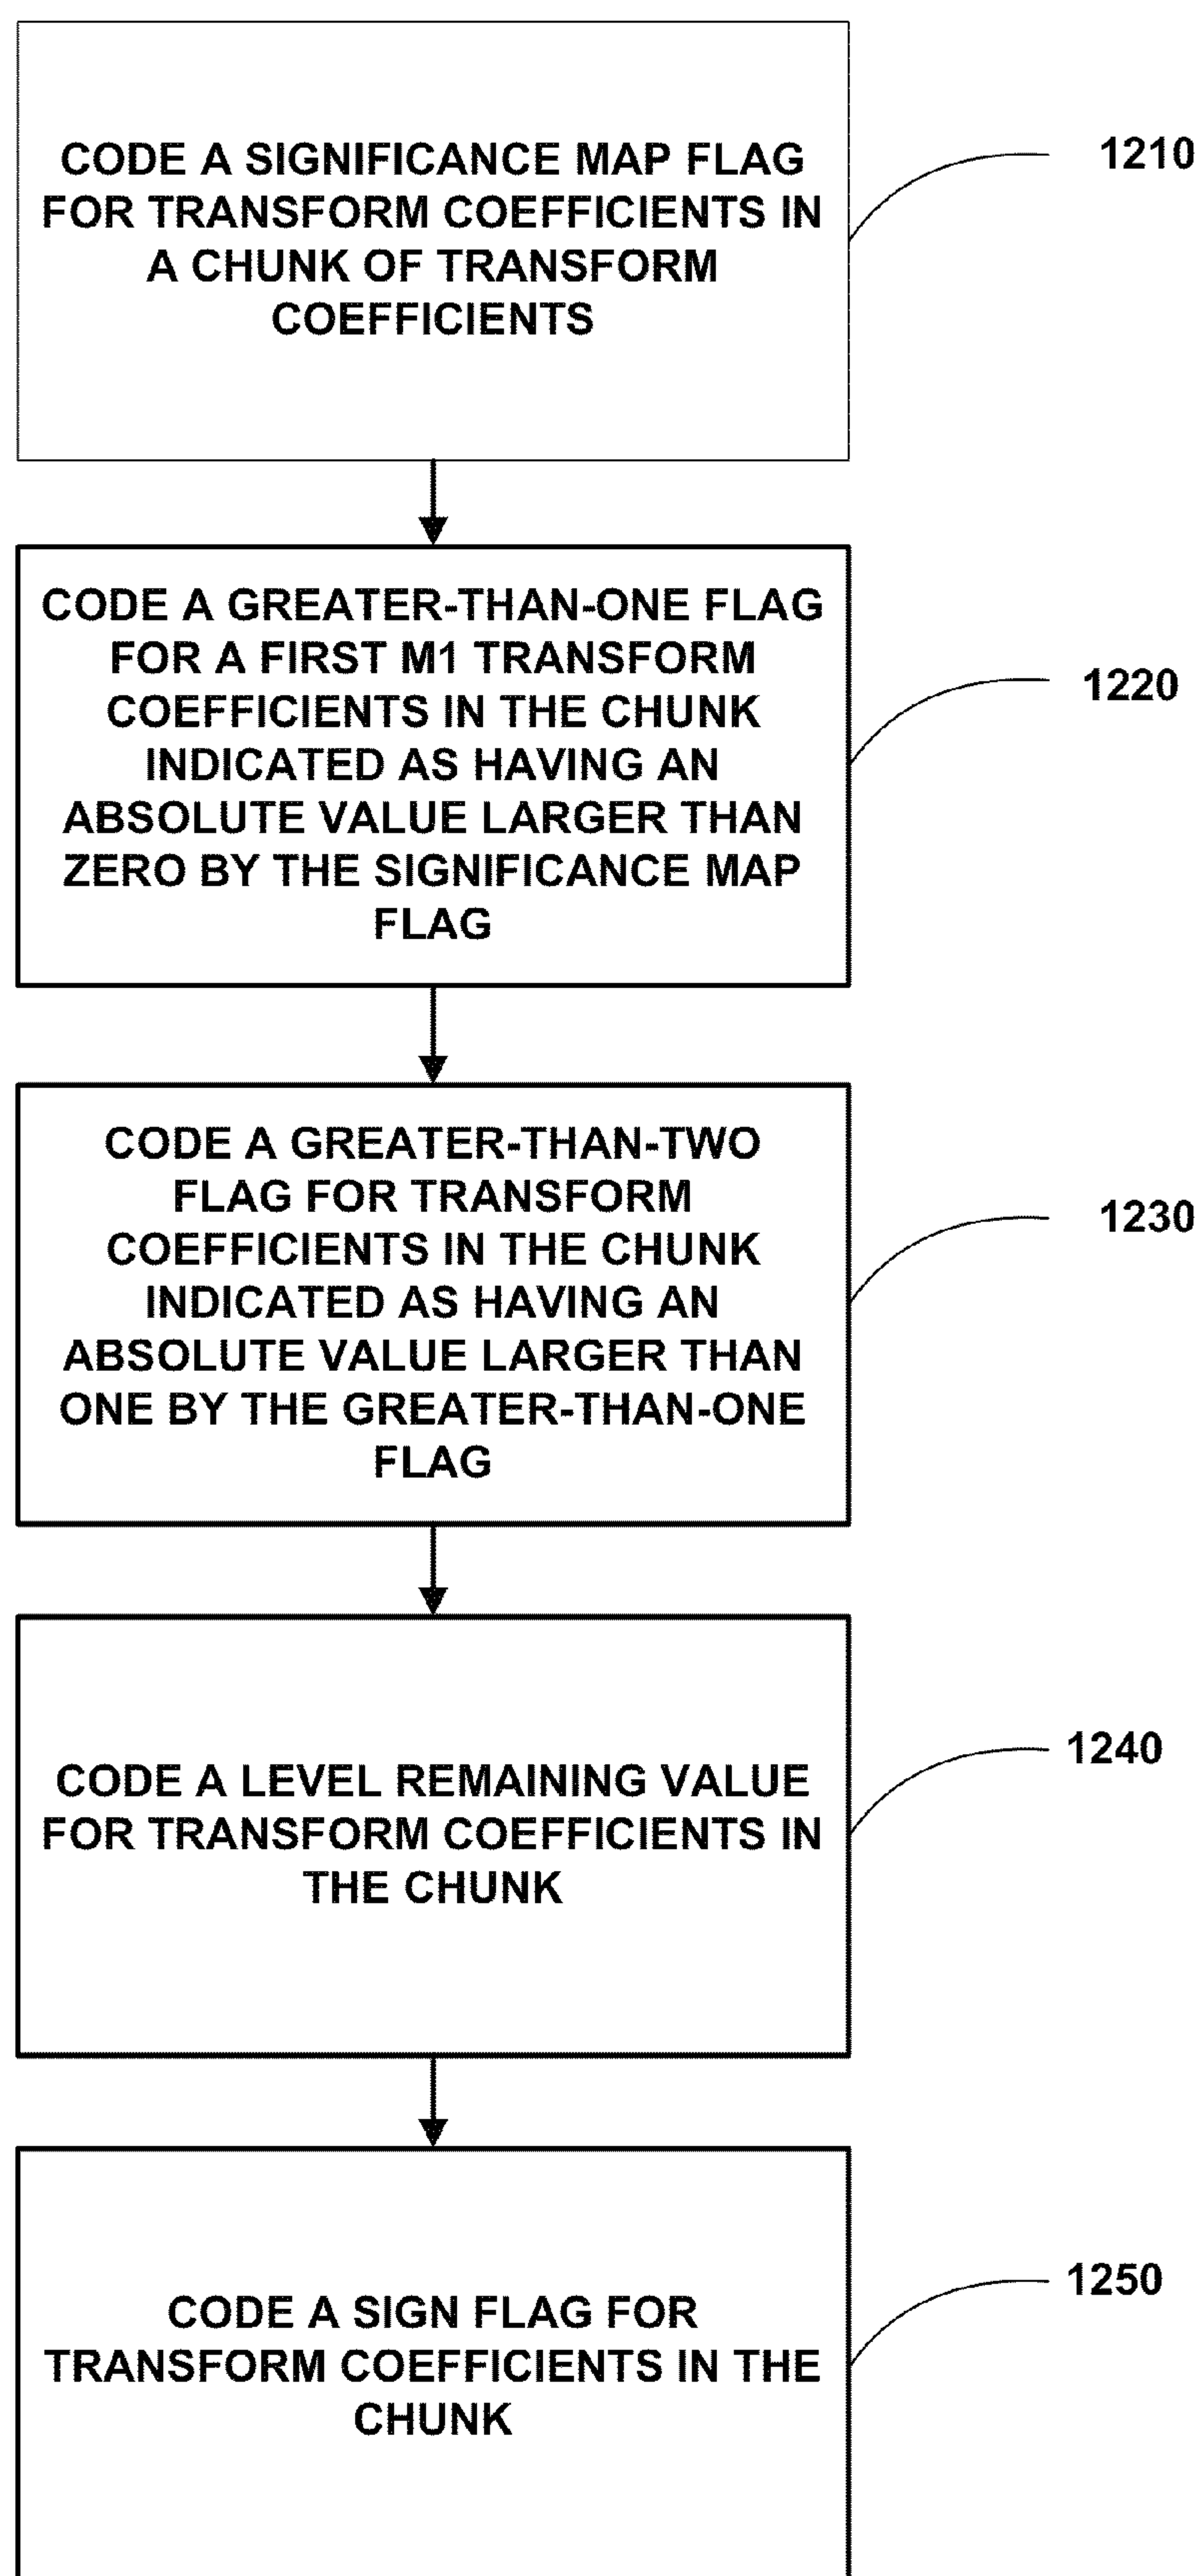 CODE A SIGNIFICANCE MAP FLAG
FOR TRANSFORM COEFFICIENTS IN
A CHUNK OF TRANSFORM
COEFFICIENTS
1210
CODE A GREATER-THAN-ONE FLAG
FOR A FIRST M1 TRANSFORM
COEFFICIENTS IN THE CHUNK
INDICATED AS HAVING AN
ABSOLUTE VALUE LARGER THAN
ZERO BY THE SIGNIFICANCE MAP
FLAG
1220
CODE A GREATER-THAN-TWO
FLAG FOR TRANSFORM
COEFFICIENTS IN THE CHUNK
INDICATED AS HAVING AN
ABSOLUTE VALUE LARGER THAN
ONE BY THE GREATER-THAN-ONE
FLAG
1230
CODE A LEVEL REMAINING VALUE
FOR TRANSFORM COEFFICIENTS IN
THE CHUNK
1240
CODE A SIGN FLAG FOR
TRANSFORM COEFFICIENTS IN THE
CHUNK
1250